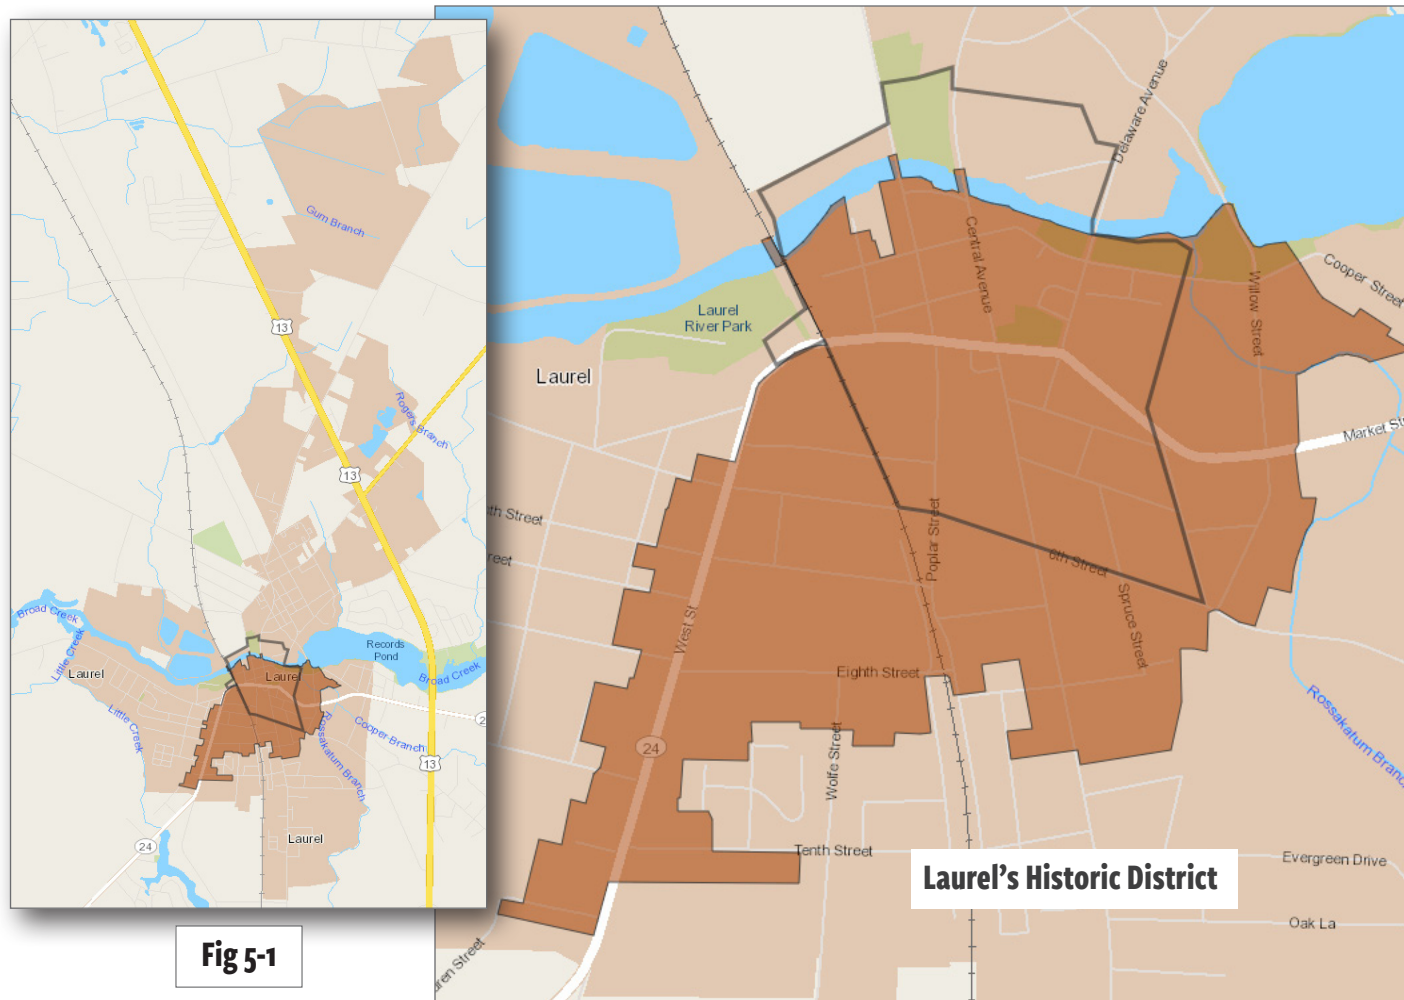 Gum Branch
13
Rogers Branch
13
Broad Creek
Little Creek
Laurel
Little Creek
Laurel
Records
Pond
Broad Creek
Cooper Branch
Rossakatum Branch
13
24
Laurel
Fig 5-1
Delaware Avenue
Central Avenue
Cooper Street
Willow Street
Laurel
River Park
Laurel
Market St
th Street
reet
Poplar Street
6th Street
Spruce Street
West St
Eighth Street
24
Wolfe Street
Rossakatum Branc
Tenth Street
Evergreen Drive
Laurel's Historic District
Oak La
ren Street